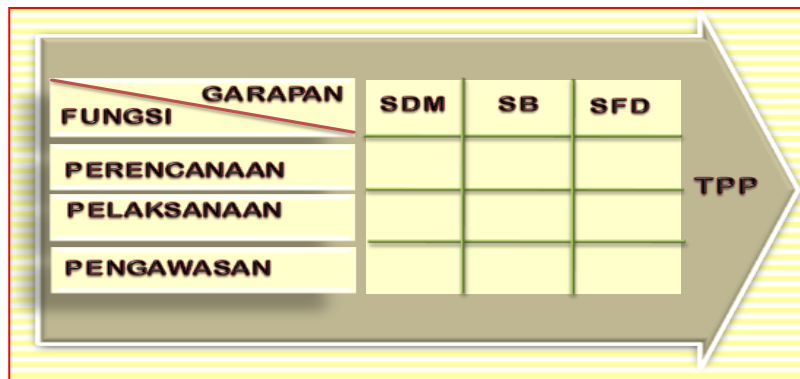 GARAPAN
FUNGSI
SDM SB SFD
PERENCANAAN
TPP
PELAKSANAAN
PENGAWASAN